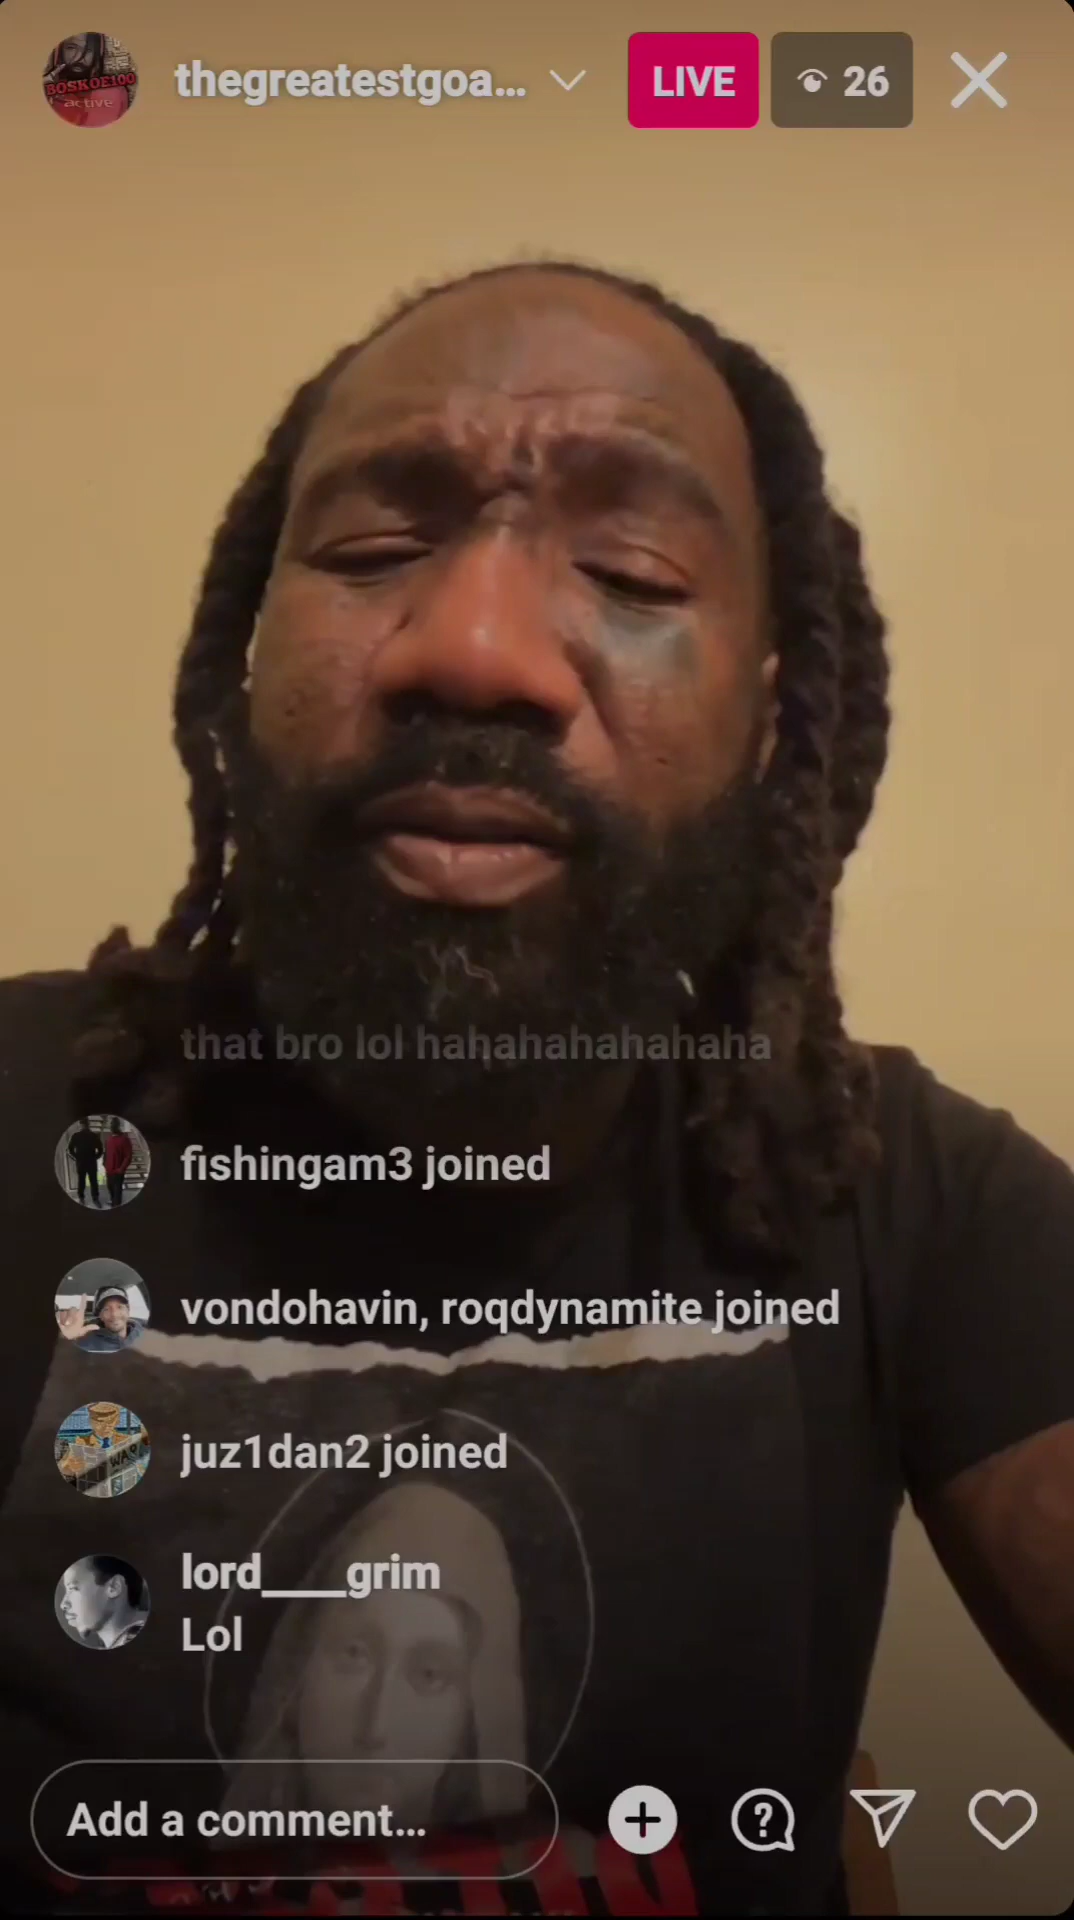 BOSKOE100
active
thegreatestgoa...
LIVE
26
that bro lol hahahahahahaha
fishingam3 joined
vondohavin, roqdynamite joined
juz1dan2 joined
lord____grim
Lol
Add a comment...